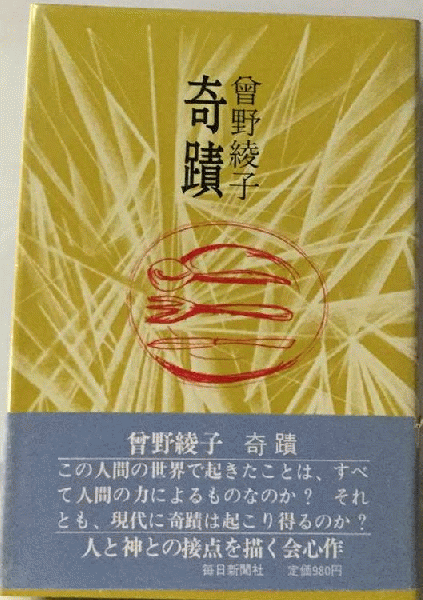 曾野綾子
奇蹟
曾野綾子 奇蹟
この人間の世界で起きたことは、すべ
て人間の力によるものなのか？ それ
とも、現代に奇蹟は起こり得るのか？
人と神との接点を描く会心作
毎日新聞社 定価980円